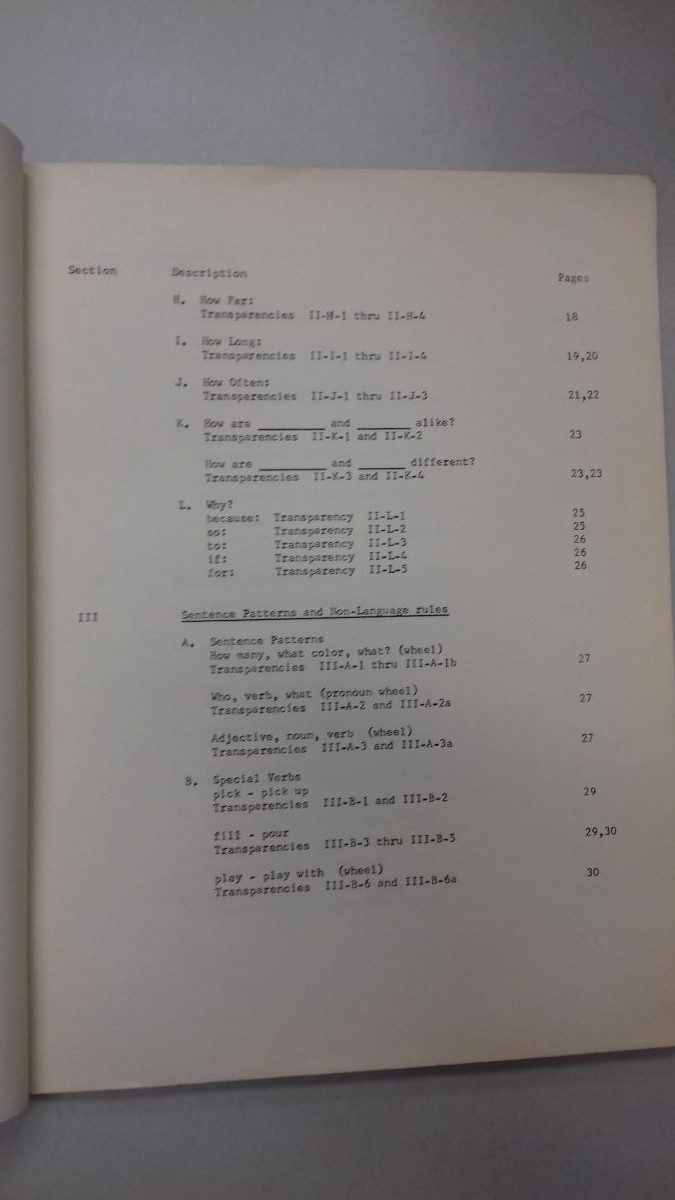 Section Description Pages
H. How Far:
Transparencies II-H-1 thru II-H-4 18
I. How Long:
Transparencies II-I-1 thru II-I-4 19,20
J. How Often:
Transparencies II-J-1 thru II-J-3 21,22
K. How are __________ and ________ alike?
Transparencies II-K-1 and II-K-2 23
How are __________ and _______ different?
Transparencies II-K-3 and II-K-4 23,23
L. Why?
because: Transparency II-L-1 25
so: Transparency II-L-2 25
to: Transparency II-L-3 26
if: Transparency II-L-4 26
for: Transparency II-L-5 26
III Sentence Patterns and Non-Language rules
A. Sentence Patterns
How many, what color, what? (wheel)
Transparencies III-A-1 thru III-A-1b 27
Who, verb, what (pronoun wheel)
Transparencies III-A-2 and III-A-2a 27
Adjective, noun, verb (wheel)
Transparencies III-A-3 and III-A-3a 27
B. Special Verbs
pick - pick up
Transparencies III-B-1 and III-B-2 29
fill - pour
Transparencies III-B-3 thru III-B-5 29,30
play - play with (wheel)
Transparencies III-B-6 and III-B-6a 30